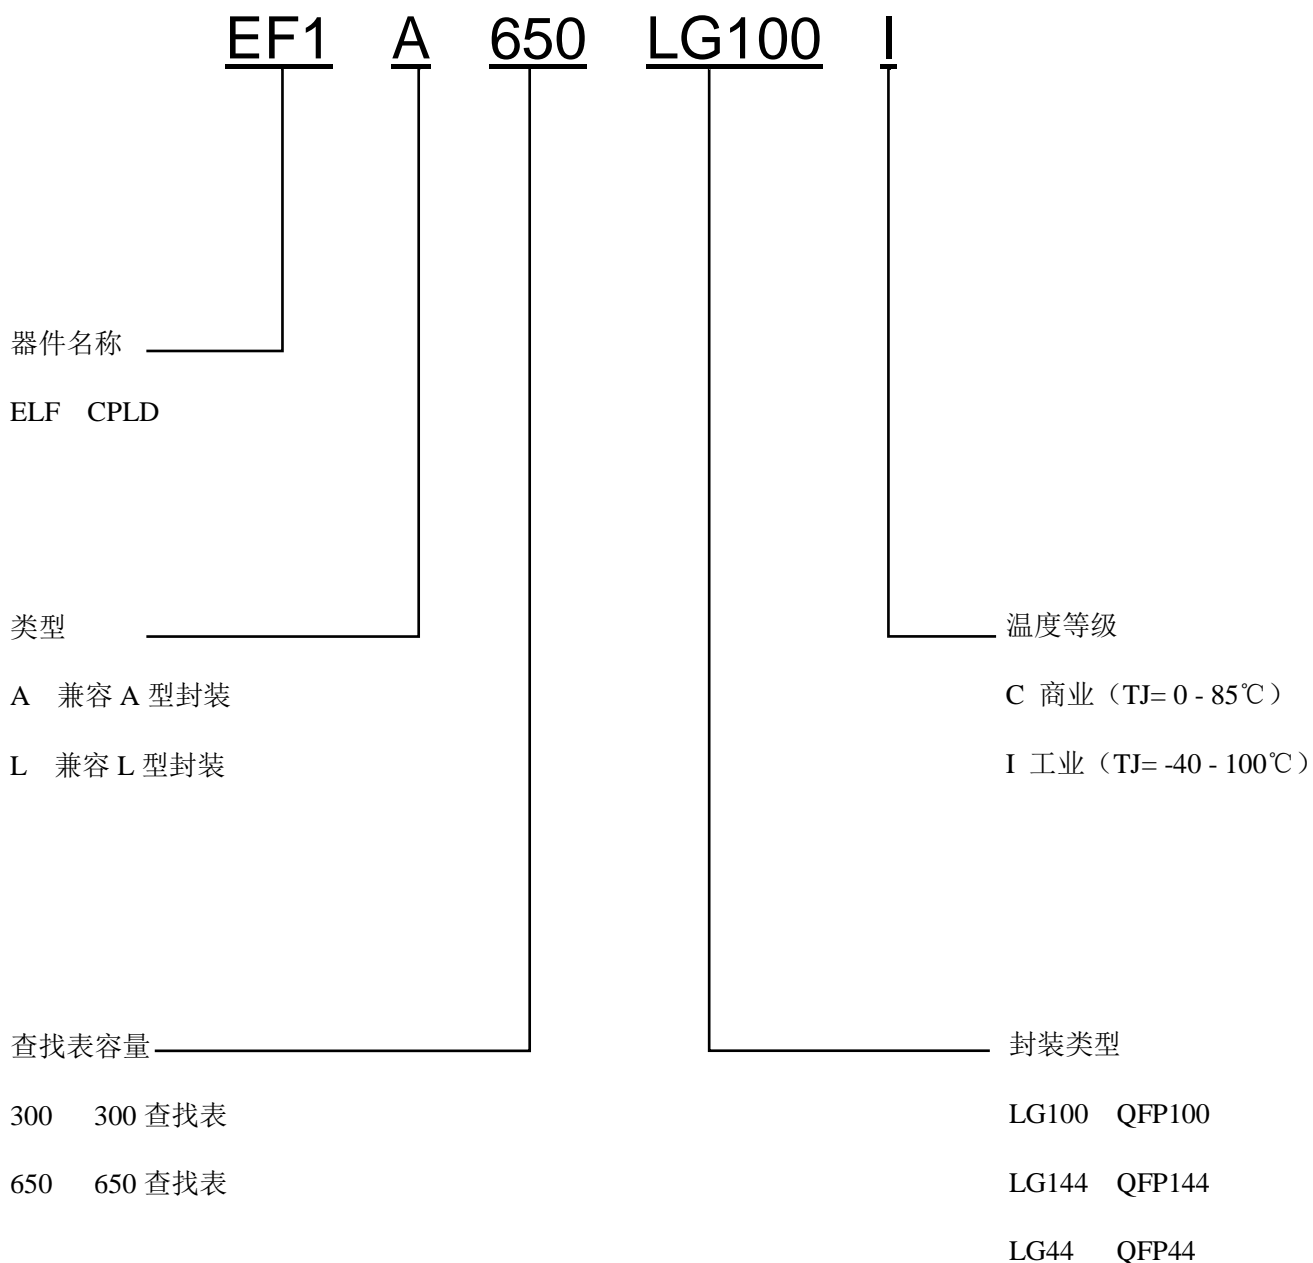 EF1 A 650 LG100 I
器件名称
ELF CPLD
类型
A 兼容 A 型封装
L 兼容 L 型封装
温度等级
C 商业（TJ= 0 - 85℃）
I 工业（TJ= -40 - 100℃）
查找表容量
300 300 查找表
650 650 查找表
封装类型
LG100 QFP100
LG144 QFP144
LG44 QFP44